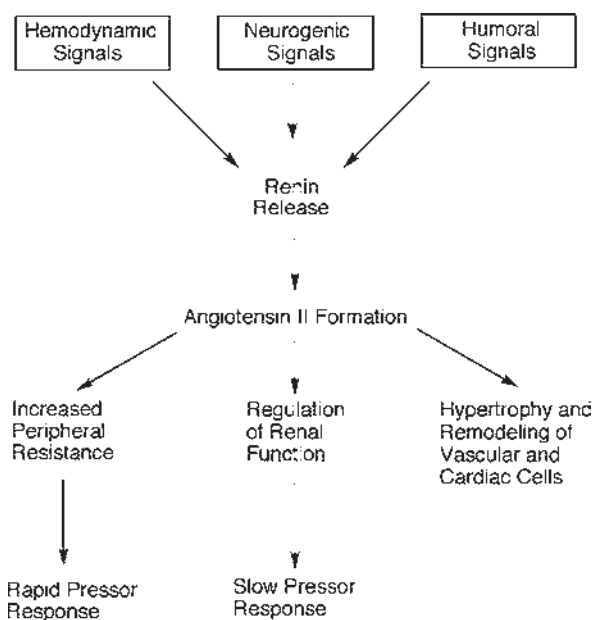 Hemodynamic
Signals
Neurogenic
Signals
Humoral
Signals
Renin
Release
Angiotensin II Formation
Increased
Peripheral
Resistance
Regulation
of Renal
Function
Hypertrophy and
Remodeling of
Vascular and
Cardiac Cells
Rapid Pressor
Response
Slow Pressor
Response